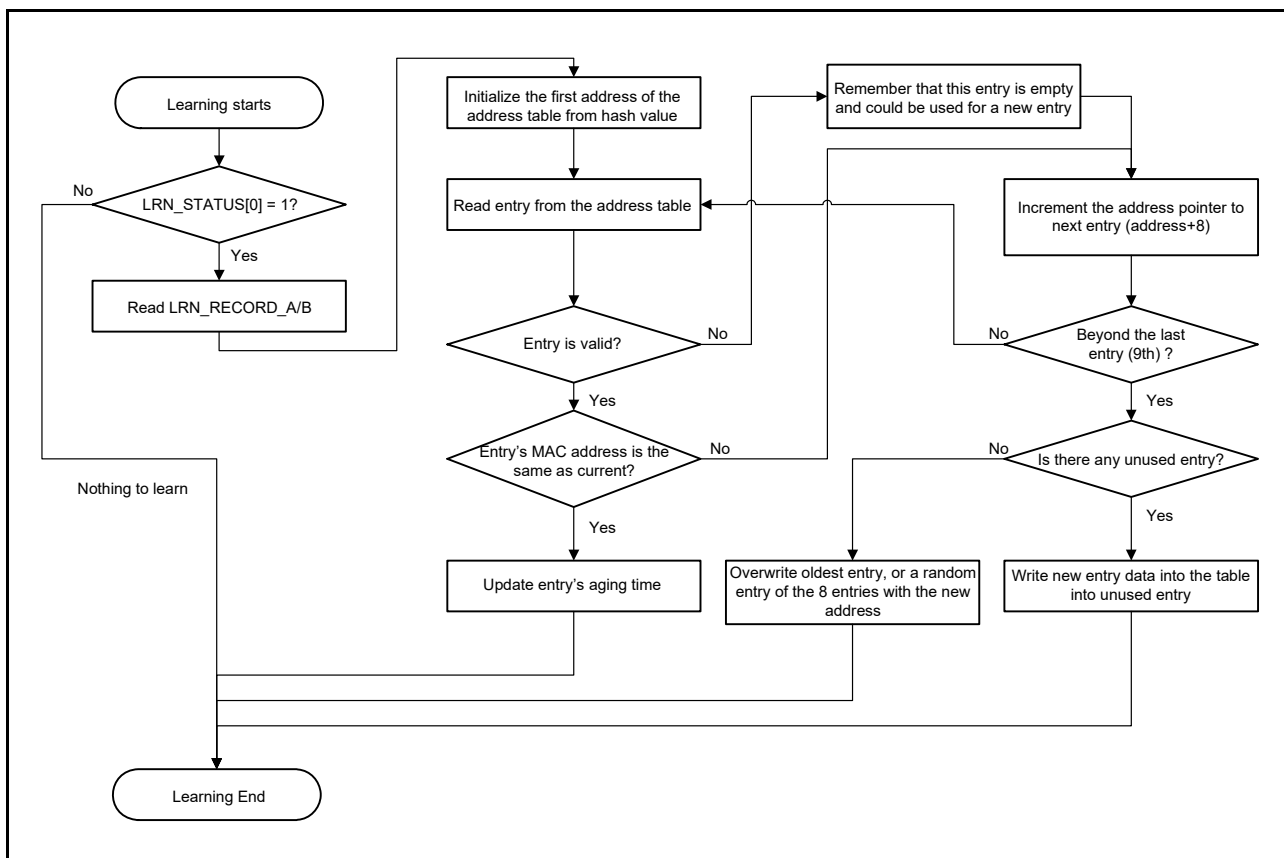 Learning starts
No
LRN_STATUS[0] = 1?
Yes
Read LRN_RECORD_A/B
Nothing to learn
Initialize the first address of the
address table from hash value
Read entry from the address table
Entry is valid?
No
Yes
Entry’s MAC address is the
same as current?
No
Yes
Update entry’s aging time
Remember that this entry is empty
and could be used for a new entry
Increment the address pointer to
next entry (address+8)
No
Beyond the last
entry (9th) ?
Yes
No
Is there any unused entry?
Yes
Overwrite oldest entry, or a random
entry of the 8 entries with the new
address
Write new entry data into the table
into unused entry
Learning End